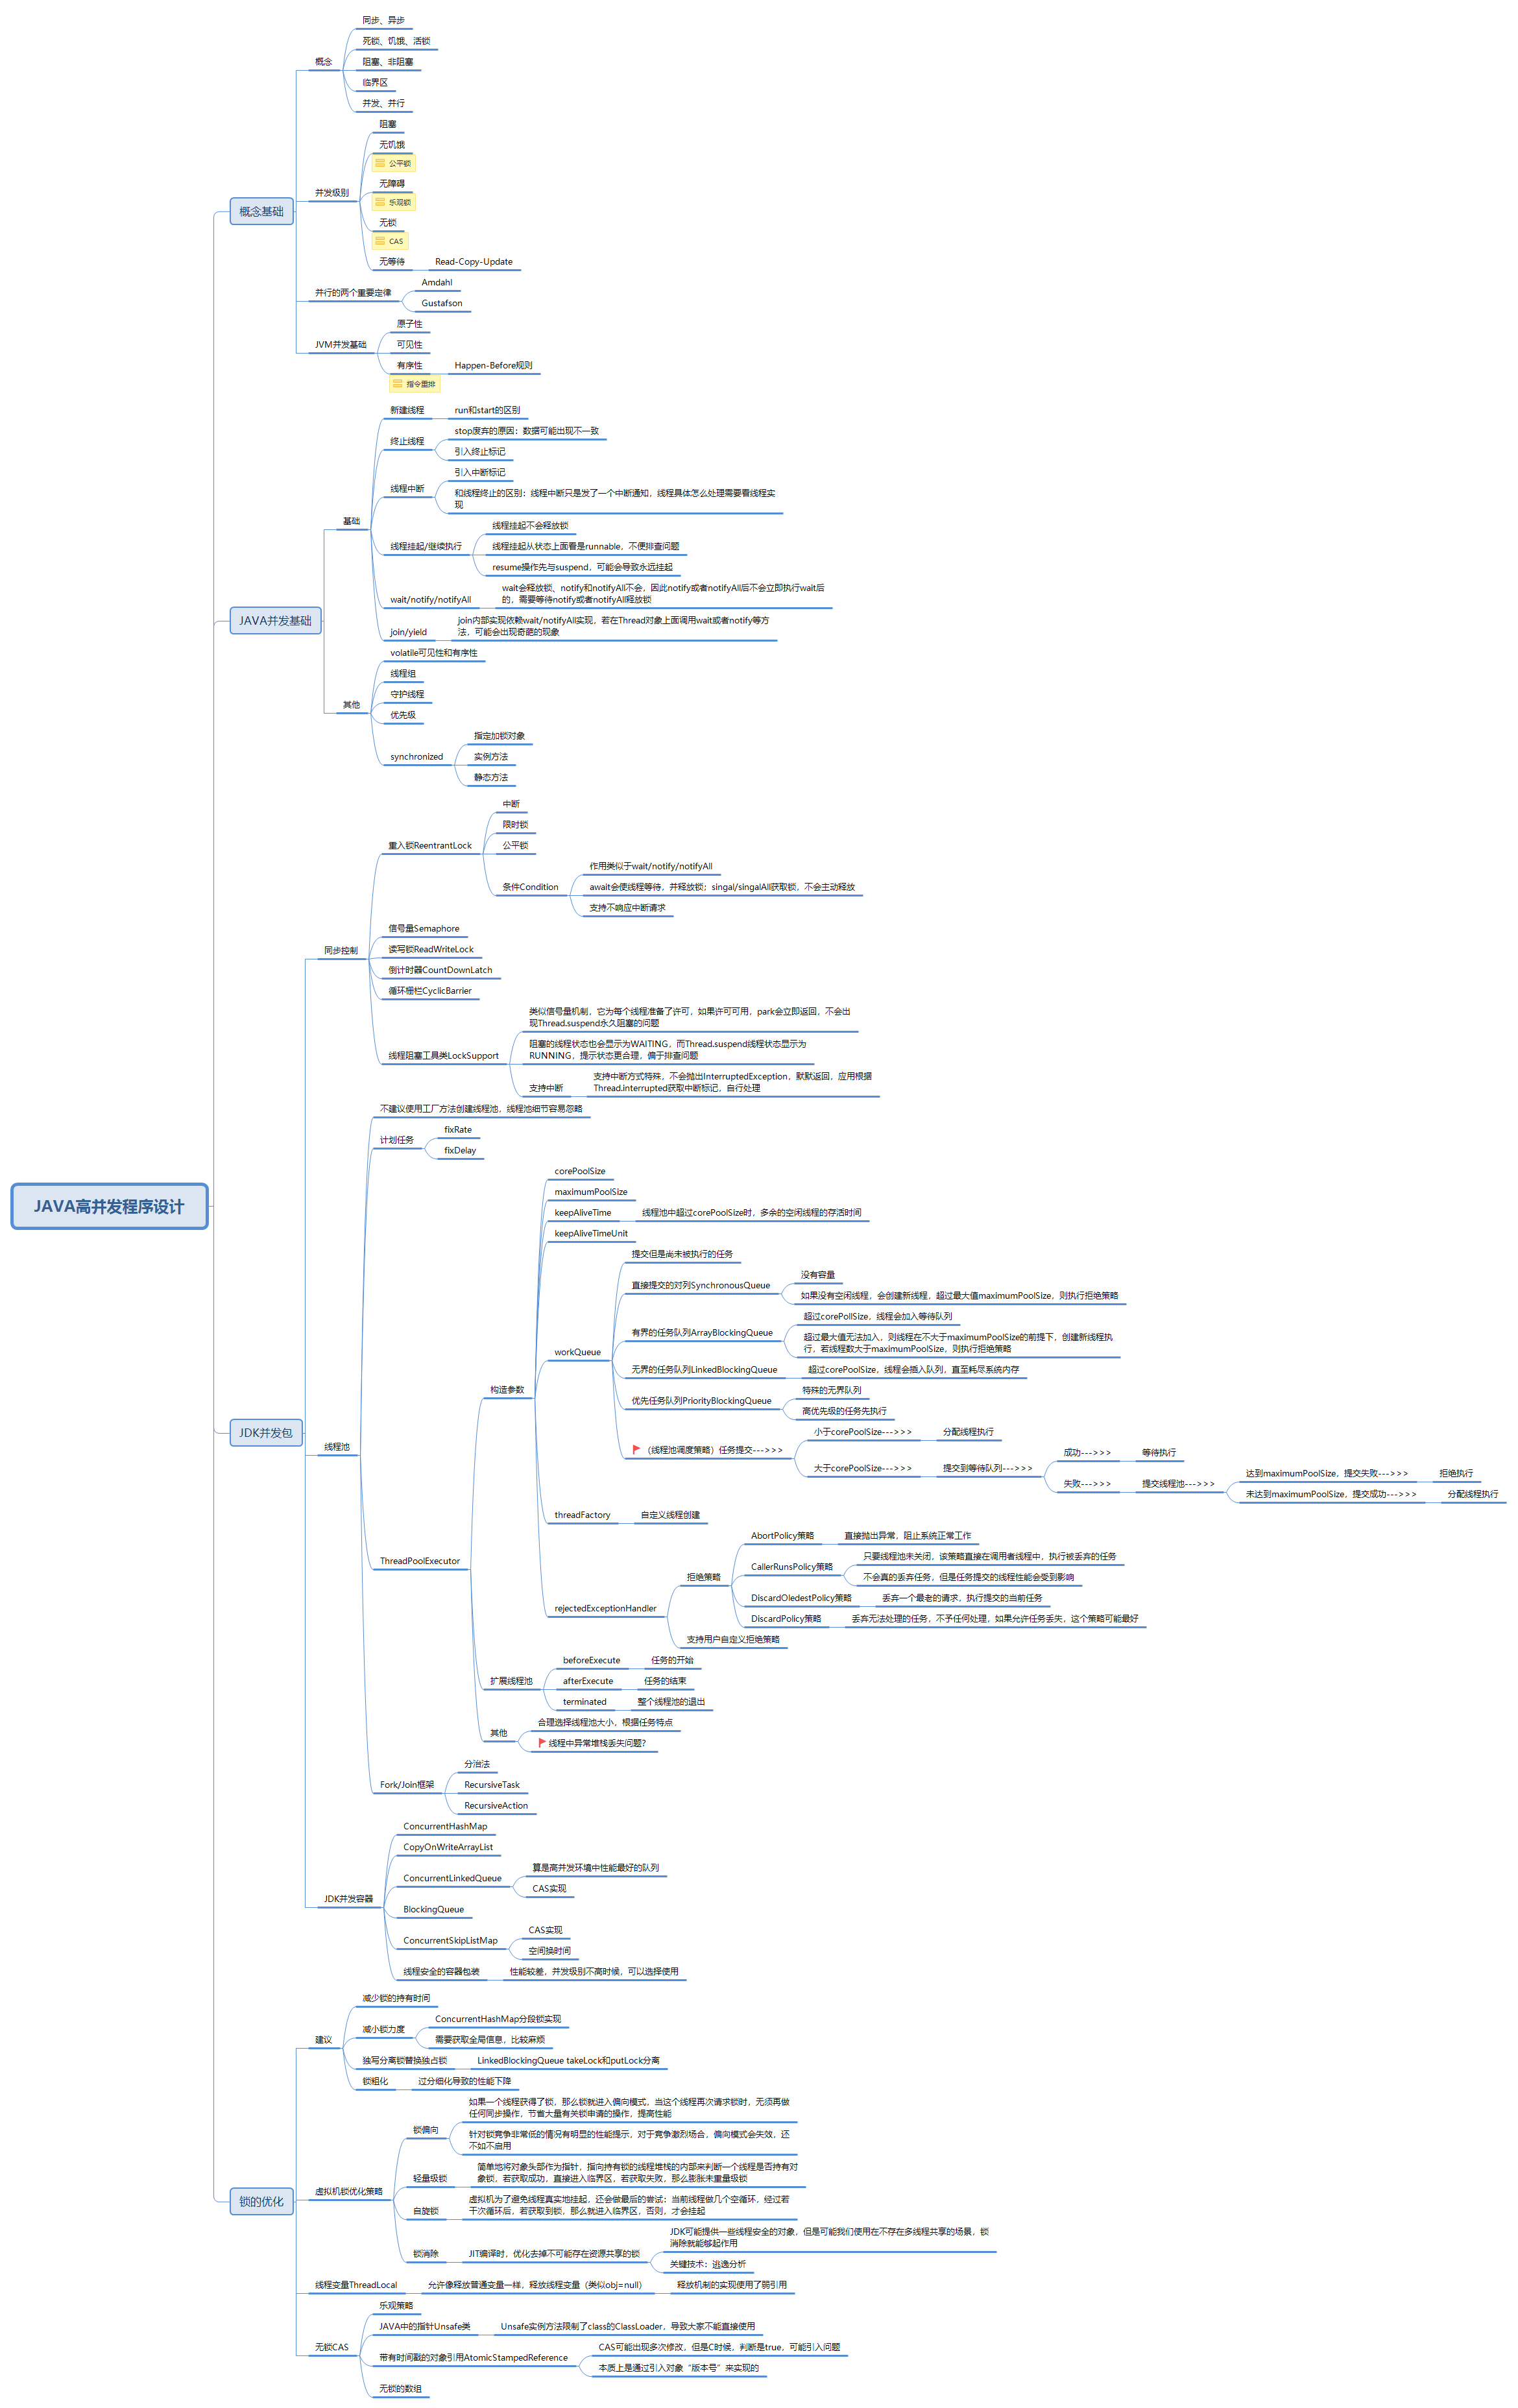 JAVA高并发程序设计
概念基础
概念
同步、异步
死锁、饥饿、活锁
阻塞、非阻塞
临界区
并发、并行
并发级别
阻塞
无饥饿
公平锁
无障碍
乐观锁
无锁
CAS
无等待
Read-Copy-Update
并行的两个重要定律
Amdahl
Gustafson
JVM并发基础
原子性
可见性
有序性
Happen-Before规则
指令重排
JAVA并发基础
基础
新建线程
run和start的区别
终止线程
stop废弃的原因：数据可能出现不一致
引入终止标记
线程中断
引入中断标记
和线程终止的区别：线程中断只是发了一个中断通知，线程具体怎么处理需要看线程实
现
线程挂起/继续执行
线程挂起不会释放锁
线程挂起从状态上面看是runnable，不便排查问题
resume操作先与suspend，可能会导致永远挂起
wait/notify/notifyAll
wait会释放锁、notify和notifyAll不会，因此notify或者notifyAll后不会立即执行wait后
的，需要等待notify或者notifyAll释放锁
join/yield
join内部实现依赖wait/notifyAll实现，若在Thread对象上面调用wait或者notify等方
法，可能会出现奇葩的现象
其他
volatile可见性和有序性
线程组
守护线程
优先级
synchronized
指定加锁对象
实例方法
静态方法
JDK并发包
同步控制
重入锁ReentrantLock
中断
限时锁
公平锁
条件Condition
作用类似于wait/notify/notifyAll
await会使线程等待，并释放锁；singal/singalAll获取锁，不会主动释放
支持不响应中断请求
信号量Semaphore
读写锁ReadWriteLock
倒计时器CountDownLatch
循环栅栏CyclicBarrier
线程阻塞工具类LockSupport
类似信号量机制，它为每个线程准备了许可，如果许可可用，park会立即返回，不会出
现Thread.suspend永久阻塞的问题
阻塞的线程状态也会显示为WAITING，而Thread.suspend线程状态显示为
RUNNING，提示状态更合理，偏于排查问题
支持中断
支持中断方式特殊，不会抛出InterruptedException，默默返回，应用根据
Thread.interrupted获取中断标记，自行处理
线程池
不建议使用工厂方法创建线程池，线程池细节容易忽略
计划任务
fixRate
fixDelay
ThreadPoolExecutor
构造参数
corePoolSize
maximumPoolSize
keepAliveTime
线程池中超过corePoolSize时，多余的空闲线程的存活时间
keepAliveTimeUnit
workQueue
提交但是尚未被执行的任务
直接提交的对列SynchronousQueue
没有容量
如果没有空闲线程，会创建新线程，超过最大值maximumPoolSize，则执行拒绝策略
有界的任务队列ArrayBlockingQueue
超过corePollSize，线程会加入等待队列
超过最大值无法加入，则线程在不大于maximumPoolSize的前提下，创建新线程执
行，若线程数大于maximumPoolSize，则执行拒绝策略
无界的任务队列LinkedBlockingQueue
超过corePoolSize，线程会插入队列，直至耗尽系统内存
优先任务队列PriorityBlockingQueue
特殊的无界队列
高优先级的任务先执行
（线程池调度策略）任务提交--->>>
小于corePoolSize--->>>
分配线程执行
大于corePoolSize--->>>
提交到等待队列--->>>
成功--->>>
等待执行
失败--->>>
提交线程池--->>>
达到maximumPoolSize，提交失败--->>>
拒绝执行
未达到maximumPoolSize，提交成功--->>>
分配线程执行
threadFactory
自定义线程创建
rejectedExceptionHandler
拒绝策略
AbortPolicy策略
直接抛出异常，阻止系统正常工作
CallerRunsPolicy策略
只要线程池未关闭，该策略直接在调用者线程中，执行被丢弃的任务
不会真的丢弃任务，但是任务提交的线程性能会受到影响
DiscardOledestPolicy策略
丢弃一个最老的请求，执行提交的当前任务
DiscardPolicy策略
丢弃无法处理的任务，不予任何处理，如果允许任务丢失，这个策略可能最好
支持用户自定义拒绝策略
扩展线程池
beforeExecute
任务的开始
afterExecute
任务的结束
terminated
整个线程池的退出
其他
合理选择线程池大小，根据任务特点
线程中异常堆栈丢失问题?
Fork/Join框架
分治法
RecursiveTask
RecursiveAction
JDK并发容器
ConcurrentHashMap
CopyOnWriteArrayList
ConcurrentLinkedQueue
算是高并发环境中性能最好的队列
CAS实现
BlockingQueue
ConcurrentSkipListMap
CAS实现
空间换时间
线程安全的容器包装
性能较差，并发级别不高时候，可以选择使用
锁的优化
建议
减少锁的持有时间
减小锁力度
ConcurrentHashMap分段锁实现
需要获取全局信息，比较麻烦
独写分离锁替换独占锁
LinkedBlockingQueue takeLock和putLock分离
锁粗化
过分细化导致的性能下降
虚拟机锁优化策略
锁偏向
如果一个线程获得了锁，那么锁就进入偏向模式，当这个线程再次请求锁时，无须再做
任何同步操作，节省大量有关锁申请的操作，提高性能
针对锁竞争非常低的情况有明显的性能提示，对于竞争激烈场合，偏向模式会失效，还
不如不启用
轻量级锁
简单地将对象头部作为指针，指向持有锁的线程堆栈的内部来判断一个线程是否持有对
象锁，若获取成功，直接进入临界区，若获取失败，那么膨胀未重量级锁
自旋锁
虚拟机为了避免线程真实地挂起，还会做最后的尝试：当前线程做几个空循环，经过若
干次循环后，若获取到锁，那么就进入临界区，否则，才会挂起
锁消除
JIT编译时，优化去掉不可能存在资源共享的锁
JDK可能提供一些线程安全的对象，但是可能我们使用在不存在多线程共享的场景，锁
消除就能够起作用
关键技术：逃逸分析
线程变量ThreadLocal
允许像释放普通变量一样，释放线程变量（类似obj=null）
释放机制的实现使用了弱引用
无锁CAS
乐观策略
JAVA中的指针Unsafe类
Unsafe实例方法限制了class的ClassLoader，导致大家不能直接使用
带有时间戳的对象引用AtomicStampedReference
CAS可能出现多次修改，但是C时候，判断是true，可能引入问题
本质上是通过引入对象“版本号”来实现的
无锁的数组